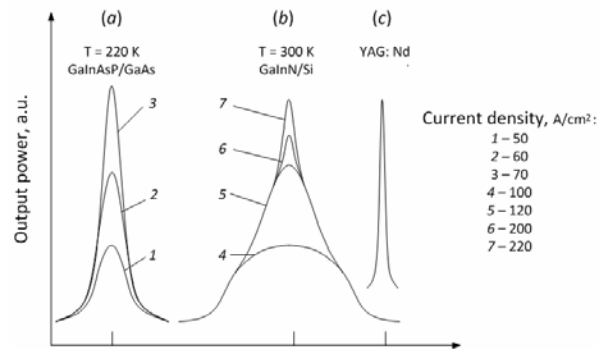 (a)
(b)
(c)
T = 220 K
GaInAsP/GaAs
T = 300 K
GaInN/Si
YAG: Nd
3
2
1
7
6
5
4
Output power, a.u.
Current density, A/cm²:
1 – 50
2 – 60
3 – 70
4 – 100
5 – 120
6 – 200
7 – 220